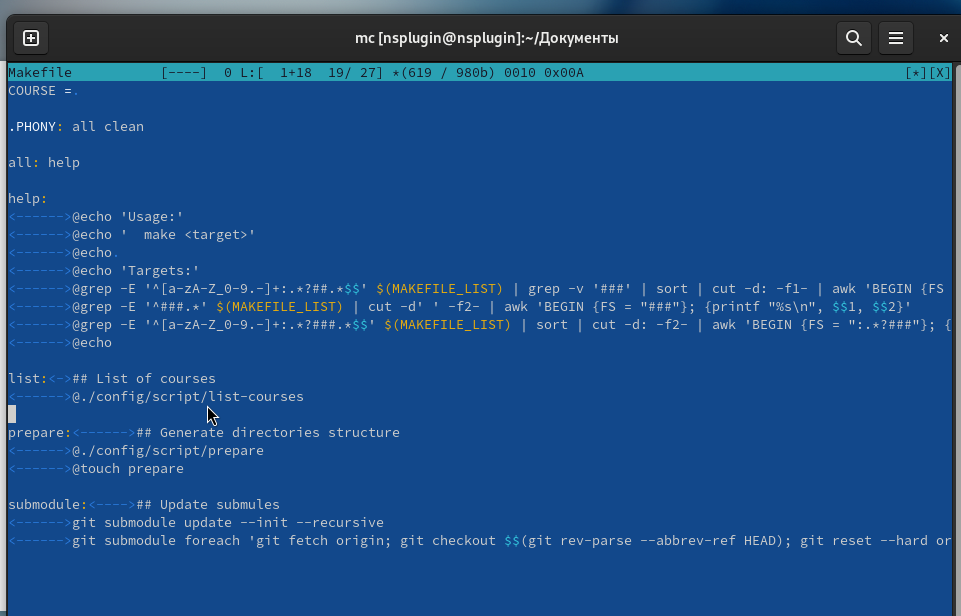 mc [nsplugin@nsplugin]:~/Документы
Makefile [----] 0 L:[ 1+18 19/ 27] *(619 / 980b) 0010 0x00A [*][X]
COURSE =.
.PHONY: all clean
all: help
help:
<------>@echo 'Usage:'
<------>@echo '  make <target>'
<------>@echo.
<------>@echo 'Targets:'
<------>@grep -E '^[a-zA-Z_0-9.-]+:.*?##.*$$' $(MAKEFILE_LIST) | grep -v '###' | sort | cut -d: -f1- | awk 'BEGIN {FS
<------>@grep -E '^###.*' $(MAKEFILE_LIST) | cut -d' ' -f2- | awk 'BEGIN {FS = "###"}; {printf "%s\n", $$1, $$2}'
<------>@grep -E '^[a-zA-Z_0-9.-]+:.*?###.*$$' $(MAKEFILE_LIST) | sort | cut -d: -f2- | awk 'BEGIN {FS = ":.*?###"}; {
<------>@echo
list:<->## List of courses
<------>@./config/script/list-courses
prepare:<------>## Generate directories structure
<------>@./config/script/prepare
<------>@touch prepare
submodule:<---->## Update submules
<------>git submodule update --init --recursive
<------>git submodule foreach 'git fetch origin; git checkout $$(git rev-parse --abbrev-ref HEAD); git reset --hard or